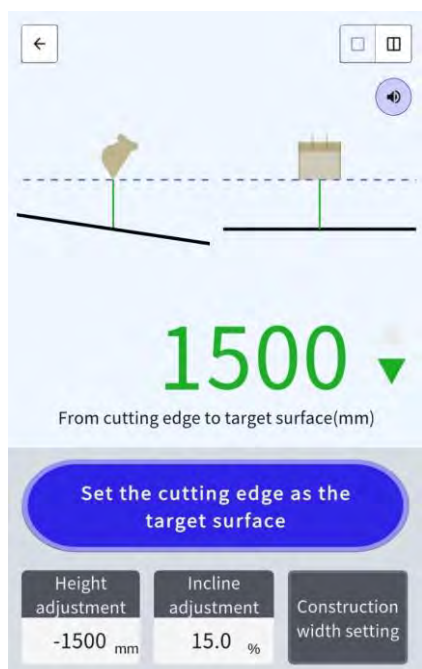 1500
From cutting edge to target surface(mm)
Set the cutting edge as the
target surface
Height
adjustment
-1500 mm
Incline
adjustment
15.0 %
Construction
width setting